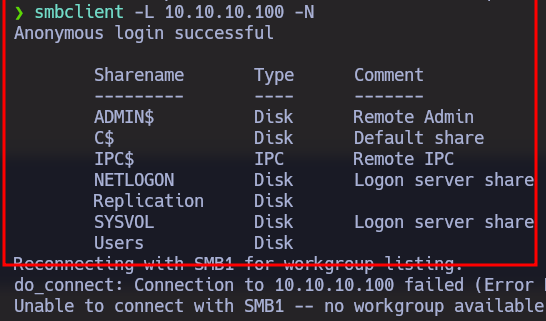 ❯ smbclient -L 10.10.10.100 -N
Anonymous login successful
Sharename Type Comment
--------- ---- -------
ADMIN$ Disk Remote Admin
C$ Disk Default share
IPC$ IPC Remote IPC
NETLOGON Disk Logon server share
Replication Disk
SYSVOL Disk Logon server share
Users Disk
Reconnecting with SMB1 for workgroup listing.
do_connect: Connection to 10.10.10.100 failed (Error
Unable to connect with SMB1 -- no workgroup available